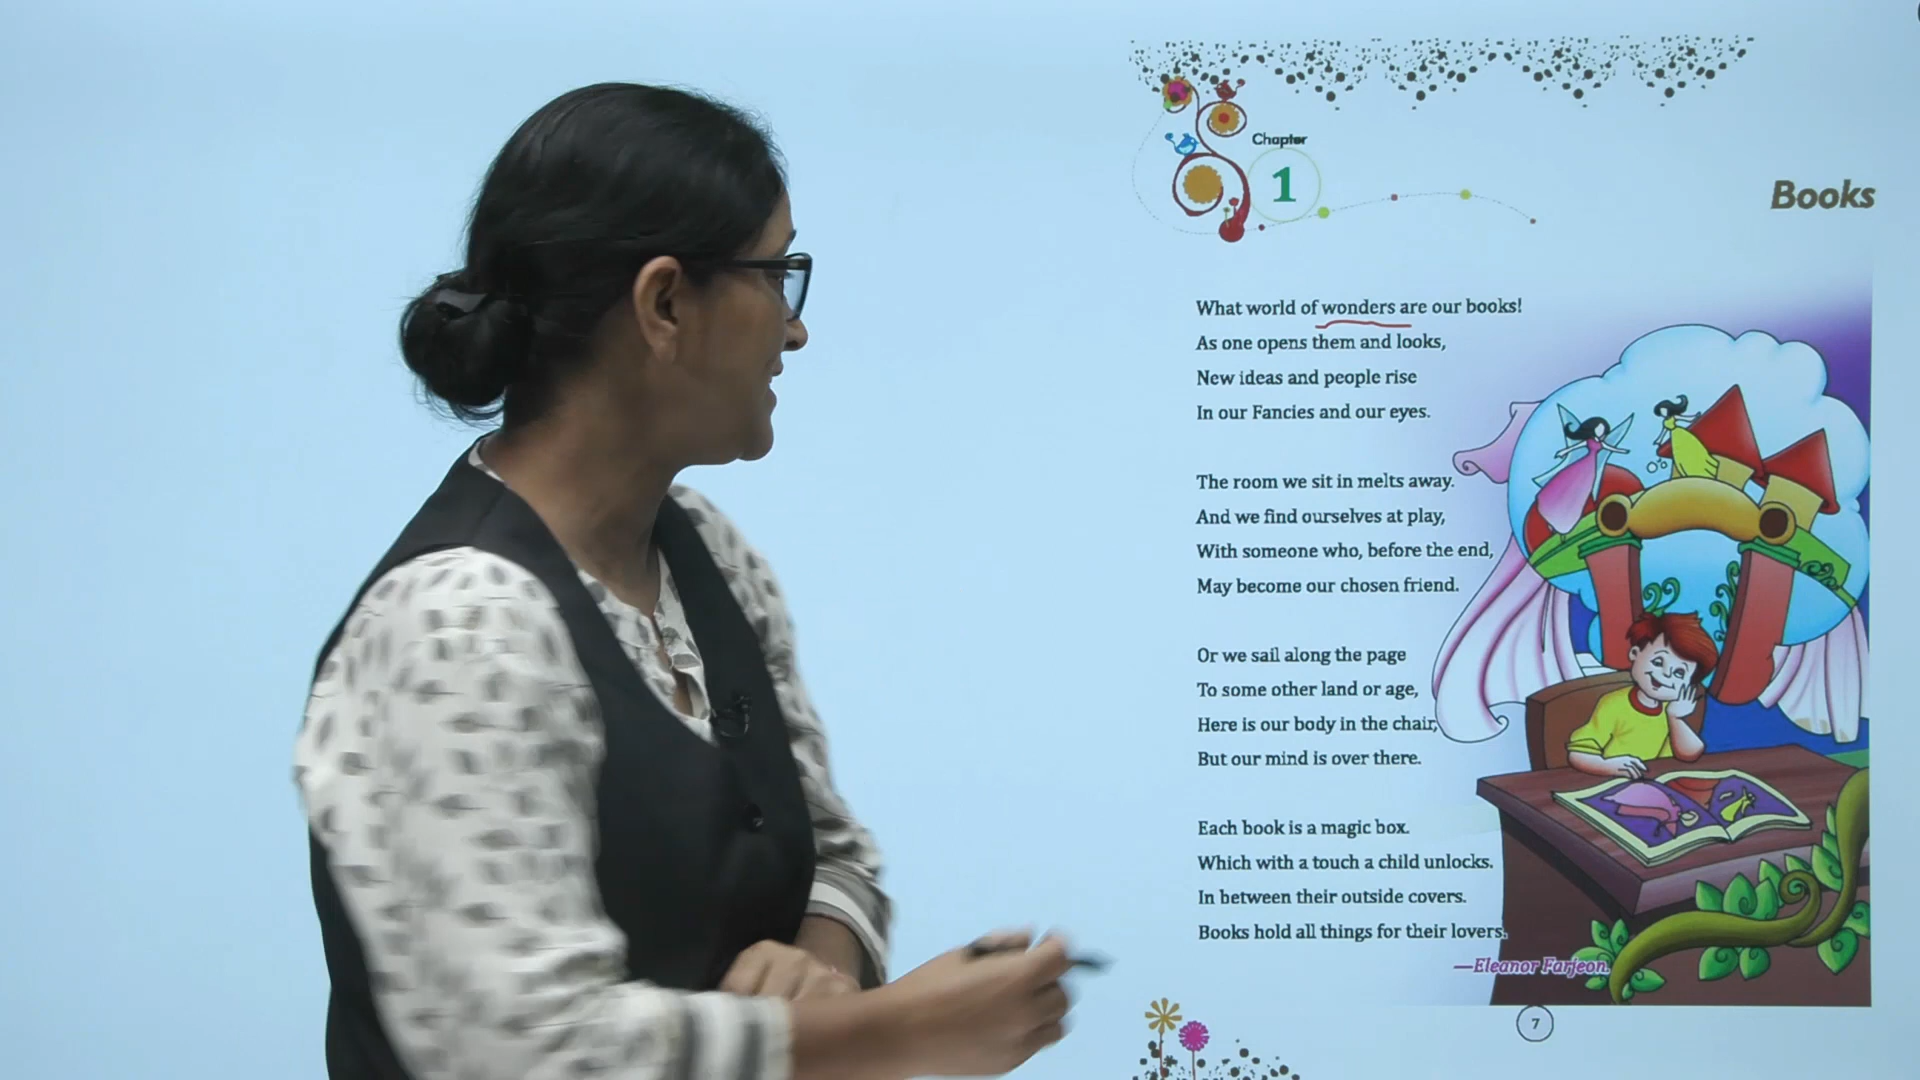 Chapter
1
Books
What world of wonders are our books!
As one opens them and looks,
New ideas and people rise
In our Fancies and our eyes.
The room we sit in melts away.
And we find ourselves at play,
With someone who, before the end,
May become our chosen friend.
Or we sail along the page
To some other land or age,
Here is our body in the chair,
But our mind is over there.
Each book is a magic box.
Which with a touch a child unlocks.
In between their outside covers.
Books hold all things for their lovers.
—Eleanor Farjeon.
7